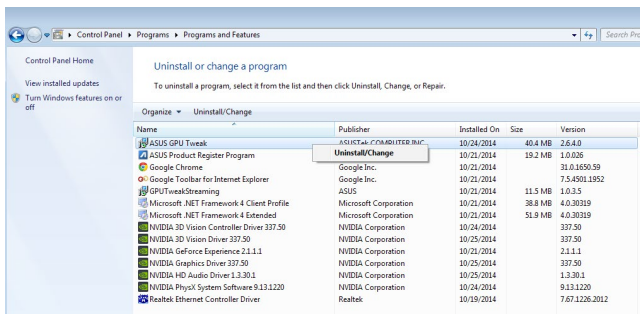 Control Panel ▸ Programs ▸ Programs and Features Search Pro
Control Panel Home
View installed updates
Turn Windows features on or off
Uninstall or change a program
To uninstall a program, select it from the list and then click Uninstall, Change, or Repair.
Organize Uninstall/Change
Name Publisher Installed On Size Version
ASUS GPU Tweak ASUSTek COMPUTER INC. 10/24/2014 40.4 MB 2.6.4.0
Uninstall/Change
ASUS Product Register Program 10/21/2014 19.2 MB 1.0.026
Google Chrome Google Inc. 10/21/2014 31.0.1650.59
Google Toolbar for Internet Explorer Google Inc. 10/21/2014 7.5.4501.1952
GPUTweakStreaming ASUS 10/21/2014 11.5 MB 1.0.3.5
Microsoft .NET Framework 4 Client Profile Microsoft Corporation 10/21/2014 38.8 MB 4.0.30319
Microsoft .NET Framework 4 Extended Microsoft Corporation 10/21/2014 51.9 MB 4.0.30319
NVIDIA 3D Vision Controller Driver 337.50 NVIDIA Corporation 10/24/2014 337.50
NVIDIA 3D Vision Driver 337.50 NVIDIA Corporation 10/25/2014 337.50
NVIDIA GeForce Experience 2.1.1.1 NVIDIA Corporation 10/21/2014 2.1.1.1
NVIDIA Graphics Driver 337.50 NVIDIA Corporation 10/25/2014 337.50
NVIDIA HD Audio Driver 1.3.30.1 NVIDIA Corporation 10/25/2014 1.3.30.1
NVIDIA PhysX System Software 9.13.1220 NVIDIA Corporation 10/24/2014 9.13.1220
Realtek Ethernet Controller Driver Realtek 10/19/2014 7.67.1226.2012